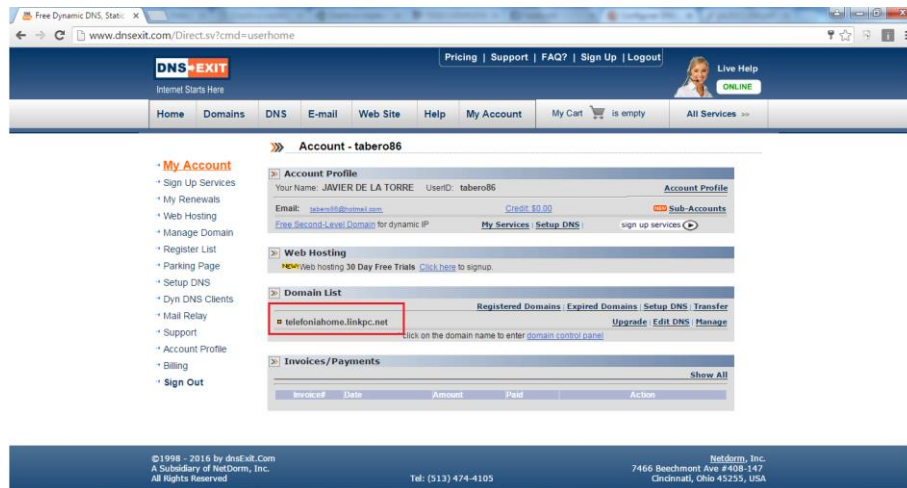 Free Dynamic DNS, Static
www.dnsexit.com/Direct.sv?cmd=userhome
DNS EXIT
Internet Starts Here
Pricing | Support | FAQ? | Sign Up | Logout
Live Help
ONLINE
Home Domains DNS E-mail Web Site Help My Account My Cart is empty All Services >>
Account - tabero86
My Account
Sign Up Services
My Renewals
Web Hosting
Manage Domain
Register List
Parking Page
Setup DNS
Dyn DNS Clients
Mail Relay
Support
Account Profile
Billing
Sign Out
Account Profile
Your Name: JAVIER DE LA TORRE UserID: tabero86 Account Profile
Email: tabero86@hotmail.com Credit: $0.00 NEW Sub-Accounts
Free Second-Level Domain for dynamic IP My Services | Setup DNS | sign up services
Web Hosting
NEW! Web hosting 30 Day Free Trials Click here to signup.
Domain List
Registered Domains | Expired Domains | Setup DNS | Transfer
telefoniahome.linkpc.net Upgrade | Edit DNS | Manage
click on the domain name to enter domain control panel
Invoices/Payments
Show All
Invoice# Date Amount Paid Action
©1998 - 2016 by dnsExit.Com
A Subsidiary of NetDorm, Inc.
All Rights Reserved
Tel: (513) 474-4105
Netdorm, Inc.
7466 Beechmont Ave #408-147
Cincinnati, Ohio 45255, USA